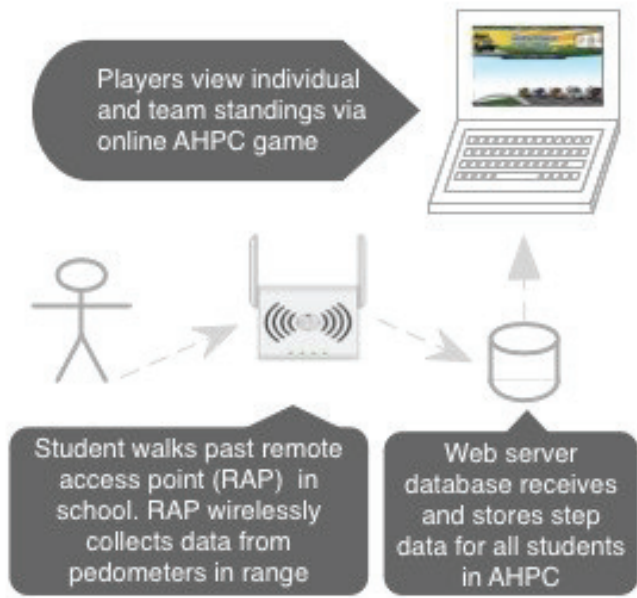 Players view individual
and team standings via
online AHPC game
Student walks past remote
access point (RAP) in
school. RAP wirelessly
collects data from
pedometers in range
Web server
database receives
and stores step
data for all students
in AHPC